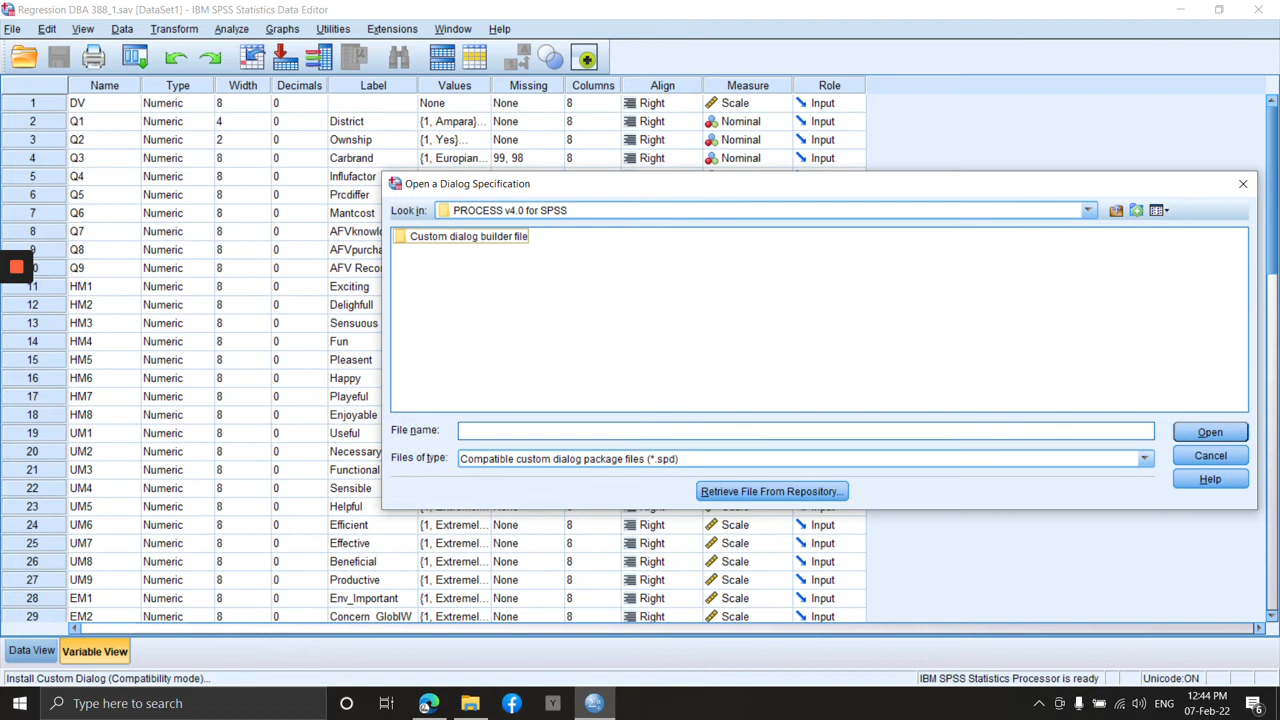 Regression DBA 388_1.sav [DataSet1] - IBM SPSS Statistics Data Editor
File Edit View Data Transform Analyze Graphs Utilities Extensions Window Help
Name Type Width Decimals Label Values Missing Columns Align Measure Role
1 DV Numeric 8 0 None None 8 Right Scale Input
2 Q1 Numeric 4 0 District {1, Ampara}... None 8 Right Nominal Input
3 Q2 Numeric 2 0 Ownship {1, Yes}... None 8 Right Nominal Input
4 Q3 Numeric 8 0 Carbrand {1, Europian... 99, 98 8 Right Nominal Input
5 Q4 Numeric 8 0 Influfactor
6 Q5 Numeric 8 0 Prcdiffer
7 Q6 Numeric 8 0 Mantcost
8 Q7 Numeric 8 0 AFVknowl
9 Q8 Numeric 8 0 AFVpurcha
0 Q9 Numeric 8 0 AFV Reco
11 HM1 Numeric 8 0 Exciting
12 HM2 Numeric 8 0 Delighfull
13 HM3 Numeric 8 0 Sensuous
14 HM4 Numeric 8 0 Fun
15 HM5 Numeric 8 0 Pleasent
16 HM6 Numeric 8 0 Happy
17 HM7 Numeric 8 0 Playeful
18 HM8 Numeric 8 0 Enjoyable
19 UM1 Numeric 8 0 Useful
20 UM2 Numeric 8 0 Necessary
21 UM3 Numeric 8 0 Functional
22 UM4 Numeric 8 0 Sensible
23 UM5 Numeric 8 0 Helpful {1, Extremel... None 8 Right Scale Input
24 UM6 Numeric 8 0 Efficient {1, Extremel... None 8 Right Scale Input
25 UM7 Numeric 8 0 Effective {1, Extremel... None 8 Right Scale Input
26 UM8 Numeric 8 0 Beneficial {1, Extremel... None 8 Right Scale Input
27 UM9 Numeric 8 0 Productive {1, Extremel... None 8 Right Scale Input
28 EM1 Numeric 8 0 Env_Important {1, Extremel... None 8 Right Scale Input
29 EM2 Numeric 8 0 Concern_GloblW {1, Extremel... None 8 Right Scale Input
Open a Dialog Specification
Look in: PROCESS v4.0 for SPSS
Custom dialog builder file
File name: Open
Files of type: Compatible custom dialog package files (*.spd) Cancel
Help
Retrieve File From Repository...
Data View Variable View
Install Custom Dialog (Compatibility mode)... IBM SPSS Statistics Processor is ready Unicode:ON
Type here to search
12:44 PM
07-Feb-22
6